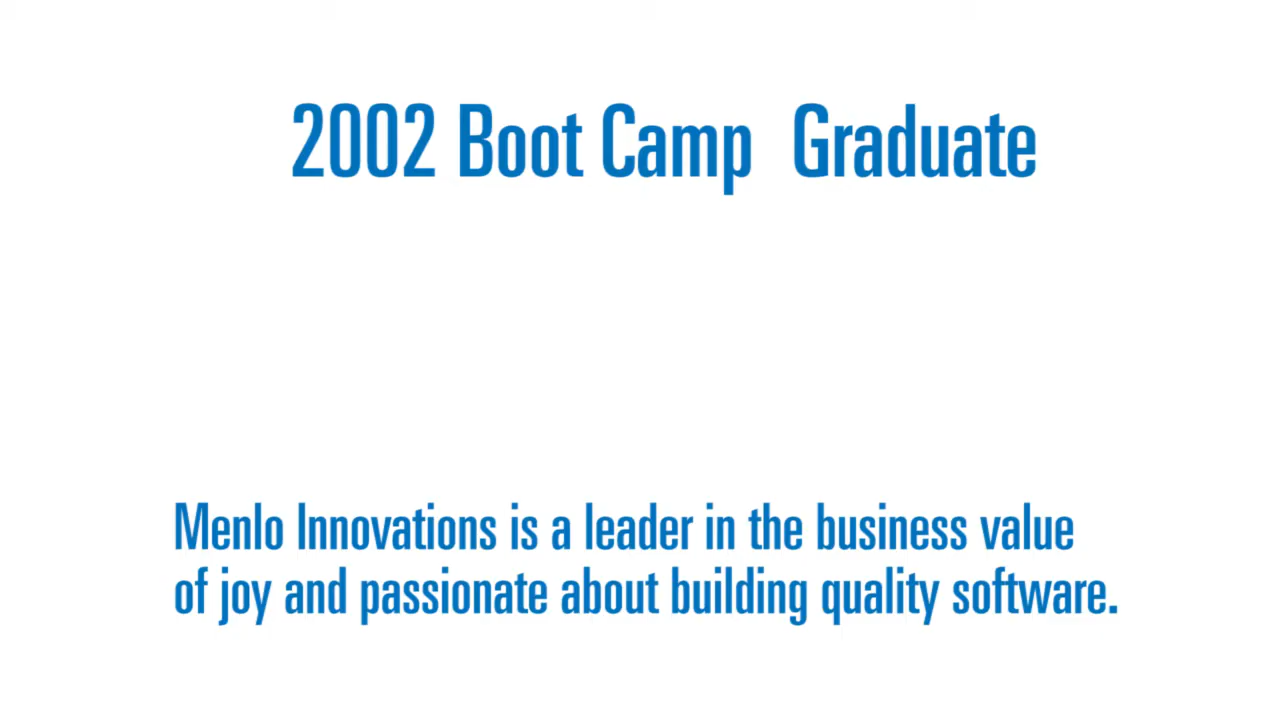 2002 Boot Camp  Graduate
Menlo Innovations is a leader in the business value
of joy and passionate about building quality software.